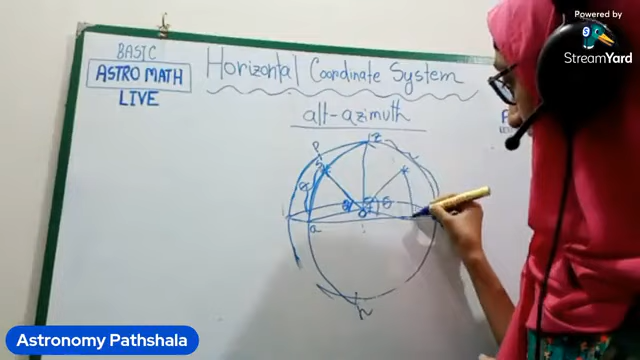 Powered by
StreamYard
BASIC
ASTRO MATH
LIVE
Horizontal Coordinate System
alt-azimuth
P
Z
a
n
Astronomy Pathshala